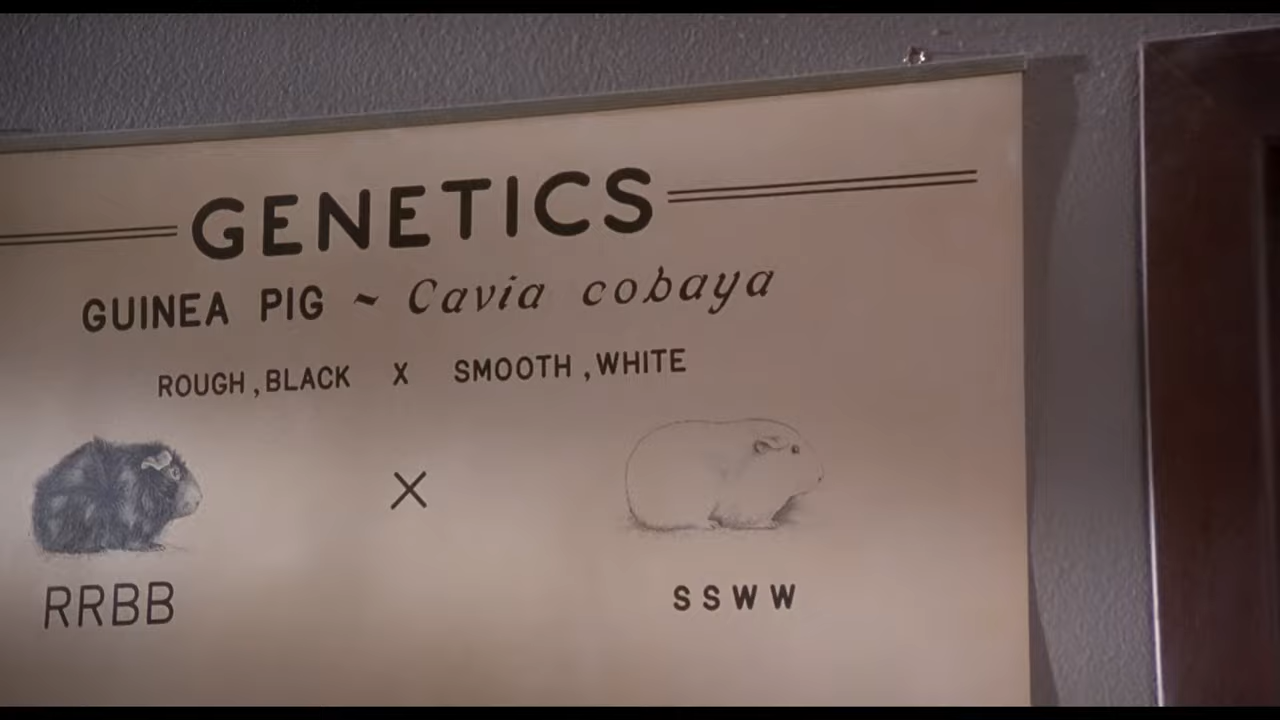 GENETICS
GUINEA PIG ~ Cavia cobaya
ROUGH, BLACK X SMOOTH, WHITE
X
RRBB SSWW